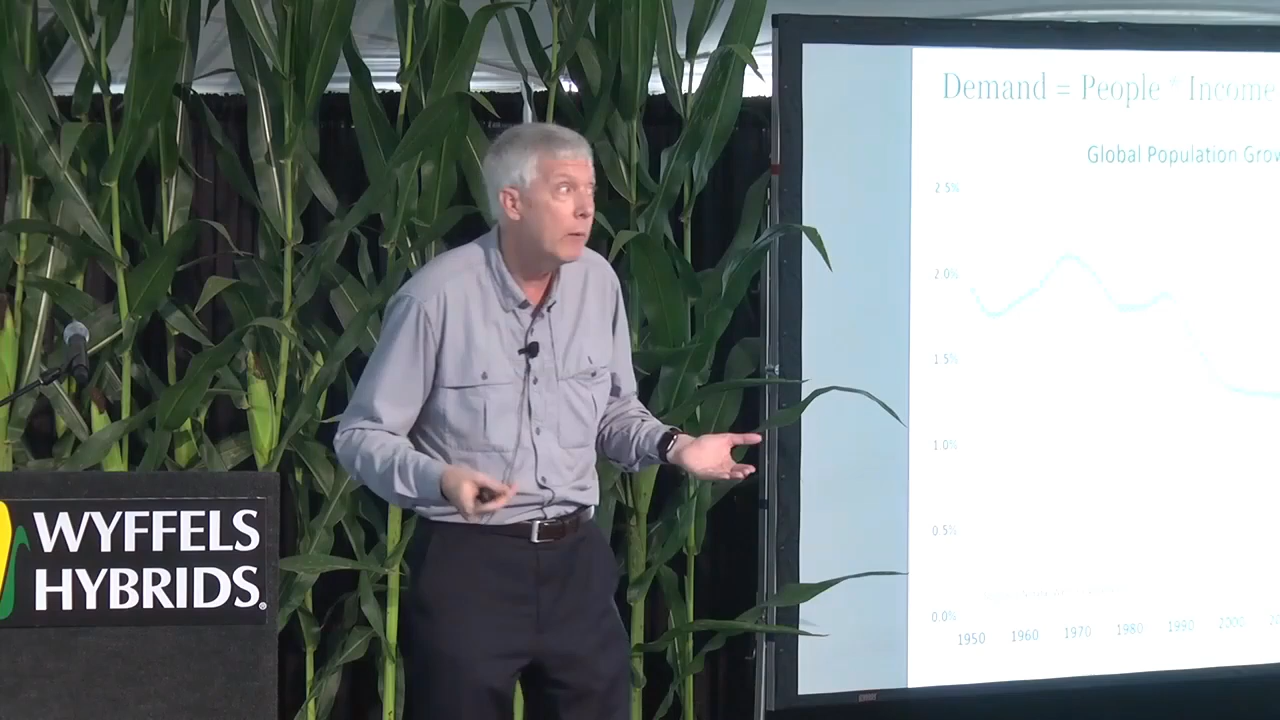 WYFFELS
HYBRIDS®
Demand = People * Income
Global Population Grow
2.5%
2.0%
1.5%
1.0%
0.5%
0.0%
1950 1960 1970 1980 1990 2000 20